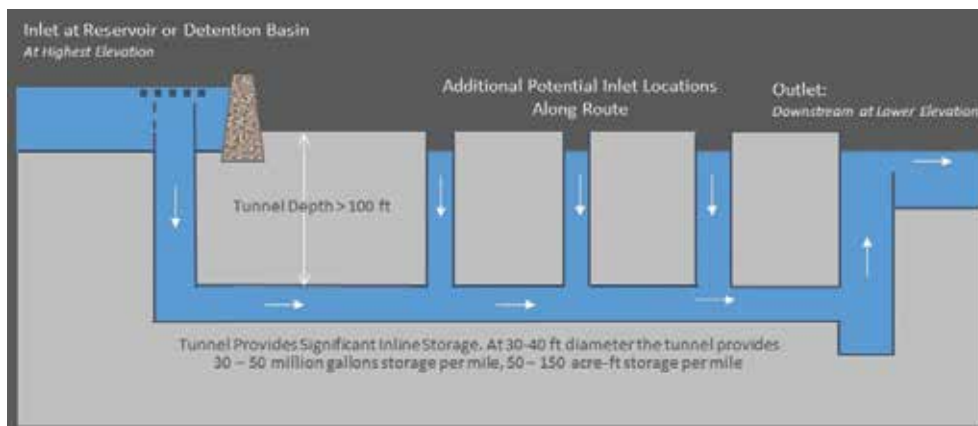 Inlet at Reservoir or Detention Basin
At Highest Elevation
Additional Potential Inlet Locations
Along Route
Outlet:
Downstream at Lower Elevation
Tunnel Depth > 100 ft
Tunnel Provides Significant Inline Storage. At 30-40 ft diameter the tunnel provides
30 – 50 million gallons storage per mile, 50 – 150 acre-ft storage per mile